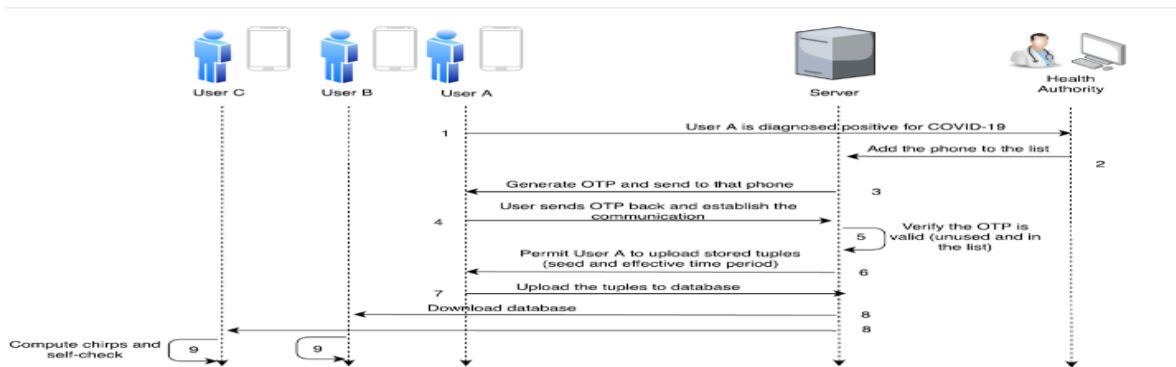 User C
User B
User A
Server
Health
Authority
1
User A is diagnosed positive for COVID-19
Add the phone to the list
2
Generate OTP and send to that phone
3
User sends OTP back and establish the
communication
4
5
Verify the OTP is
valid (unused and in
the list)
Permit User A to upload stored tuples
(seed and effective time period)
6
7
Upload the tuples to database
Download database
8
8
Compute chirps and
self-check
9
9